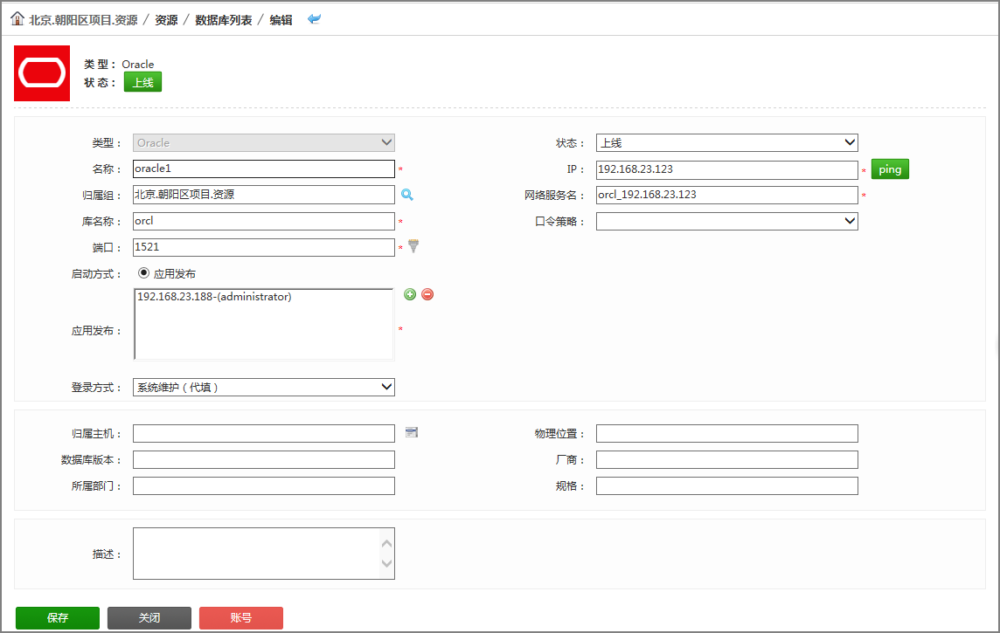 北京.朝阳区项目.资源 / 资源 / 数据库列表 / 编辑
类 型： Oracle
状 态： 上线
类型： Oracle 状态： 上线
名称： oracle1 * IP： 192.168.23.123 * ping
归属组： 北京.朝阳区项目.资源 网络服务名： orcl_192.168.23.123 *
库名称： orcl * 口令策略：
端口： 1521 *
启动方式： 应用发布
192.168.23.188-(administrator)
应用发布： *
登录方式： 系统维护（代填）
归属主机： 物理位置：
数据库版本： 厂商：
所属部门： 规格：
描述：
保存 关闭 账号